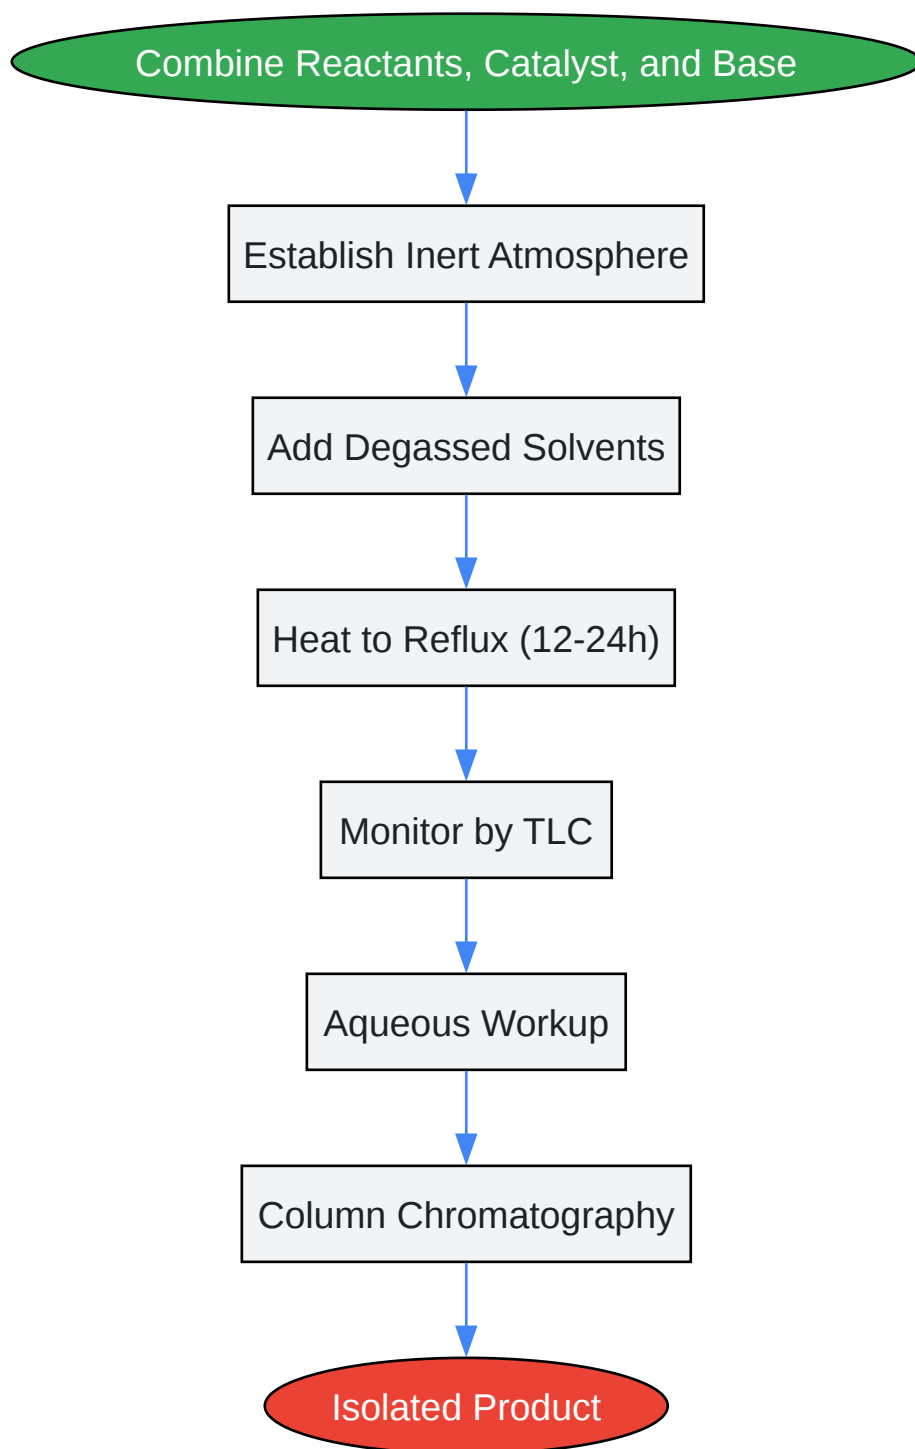 Combine Reactants, Catalyst, and Base
Establish Inert Atmosphere
Add Degassed Solvents
Heat to Reflux (12-24h)
Monitor by TLC
Aqueous Workup
Column Chromatography
Isolated Product